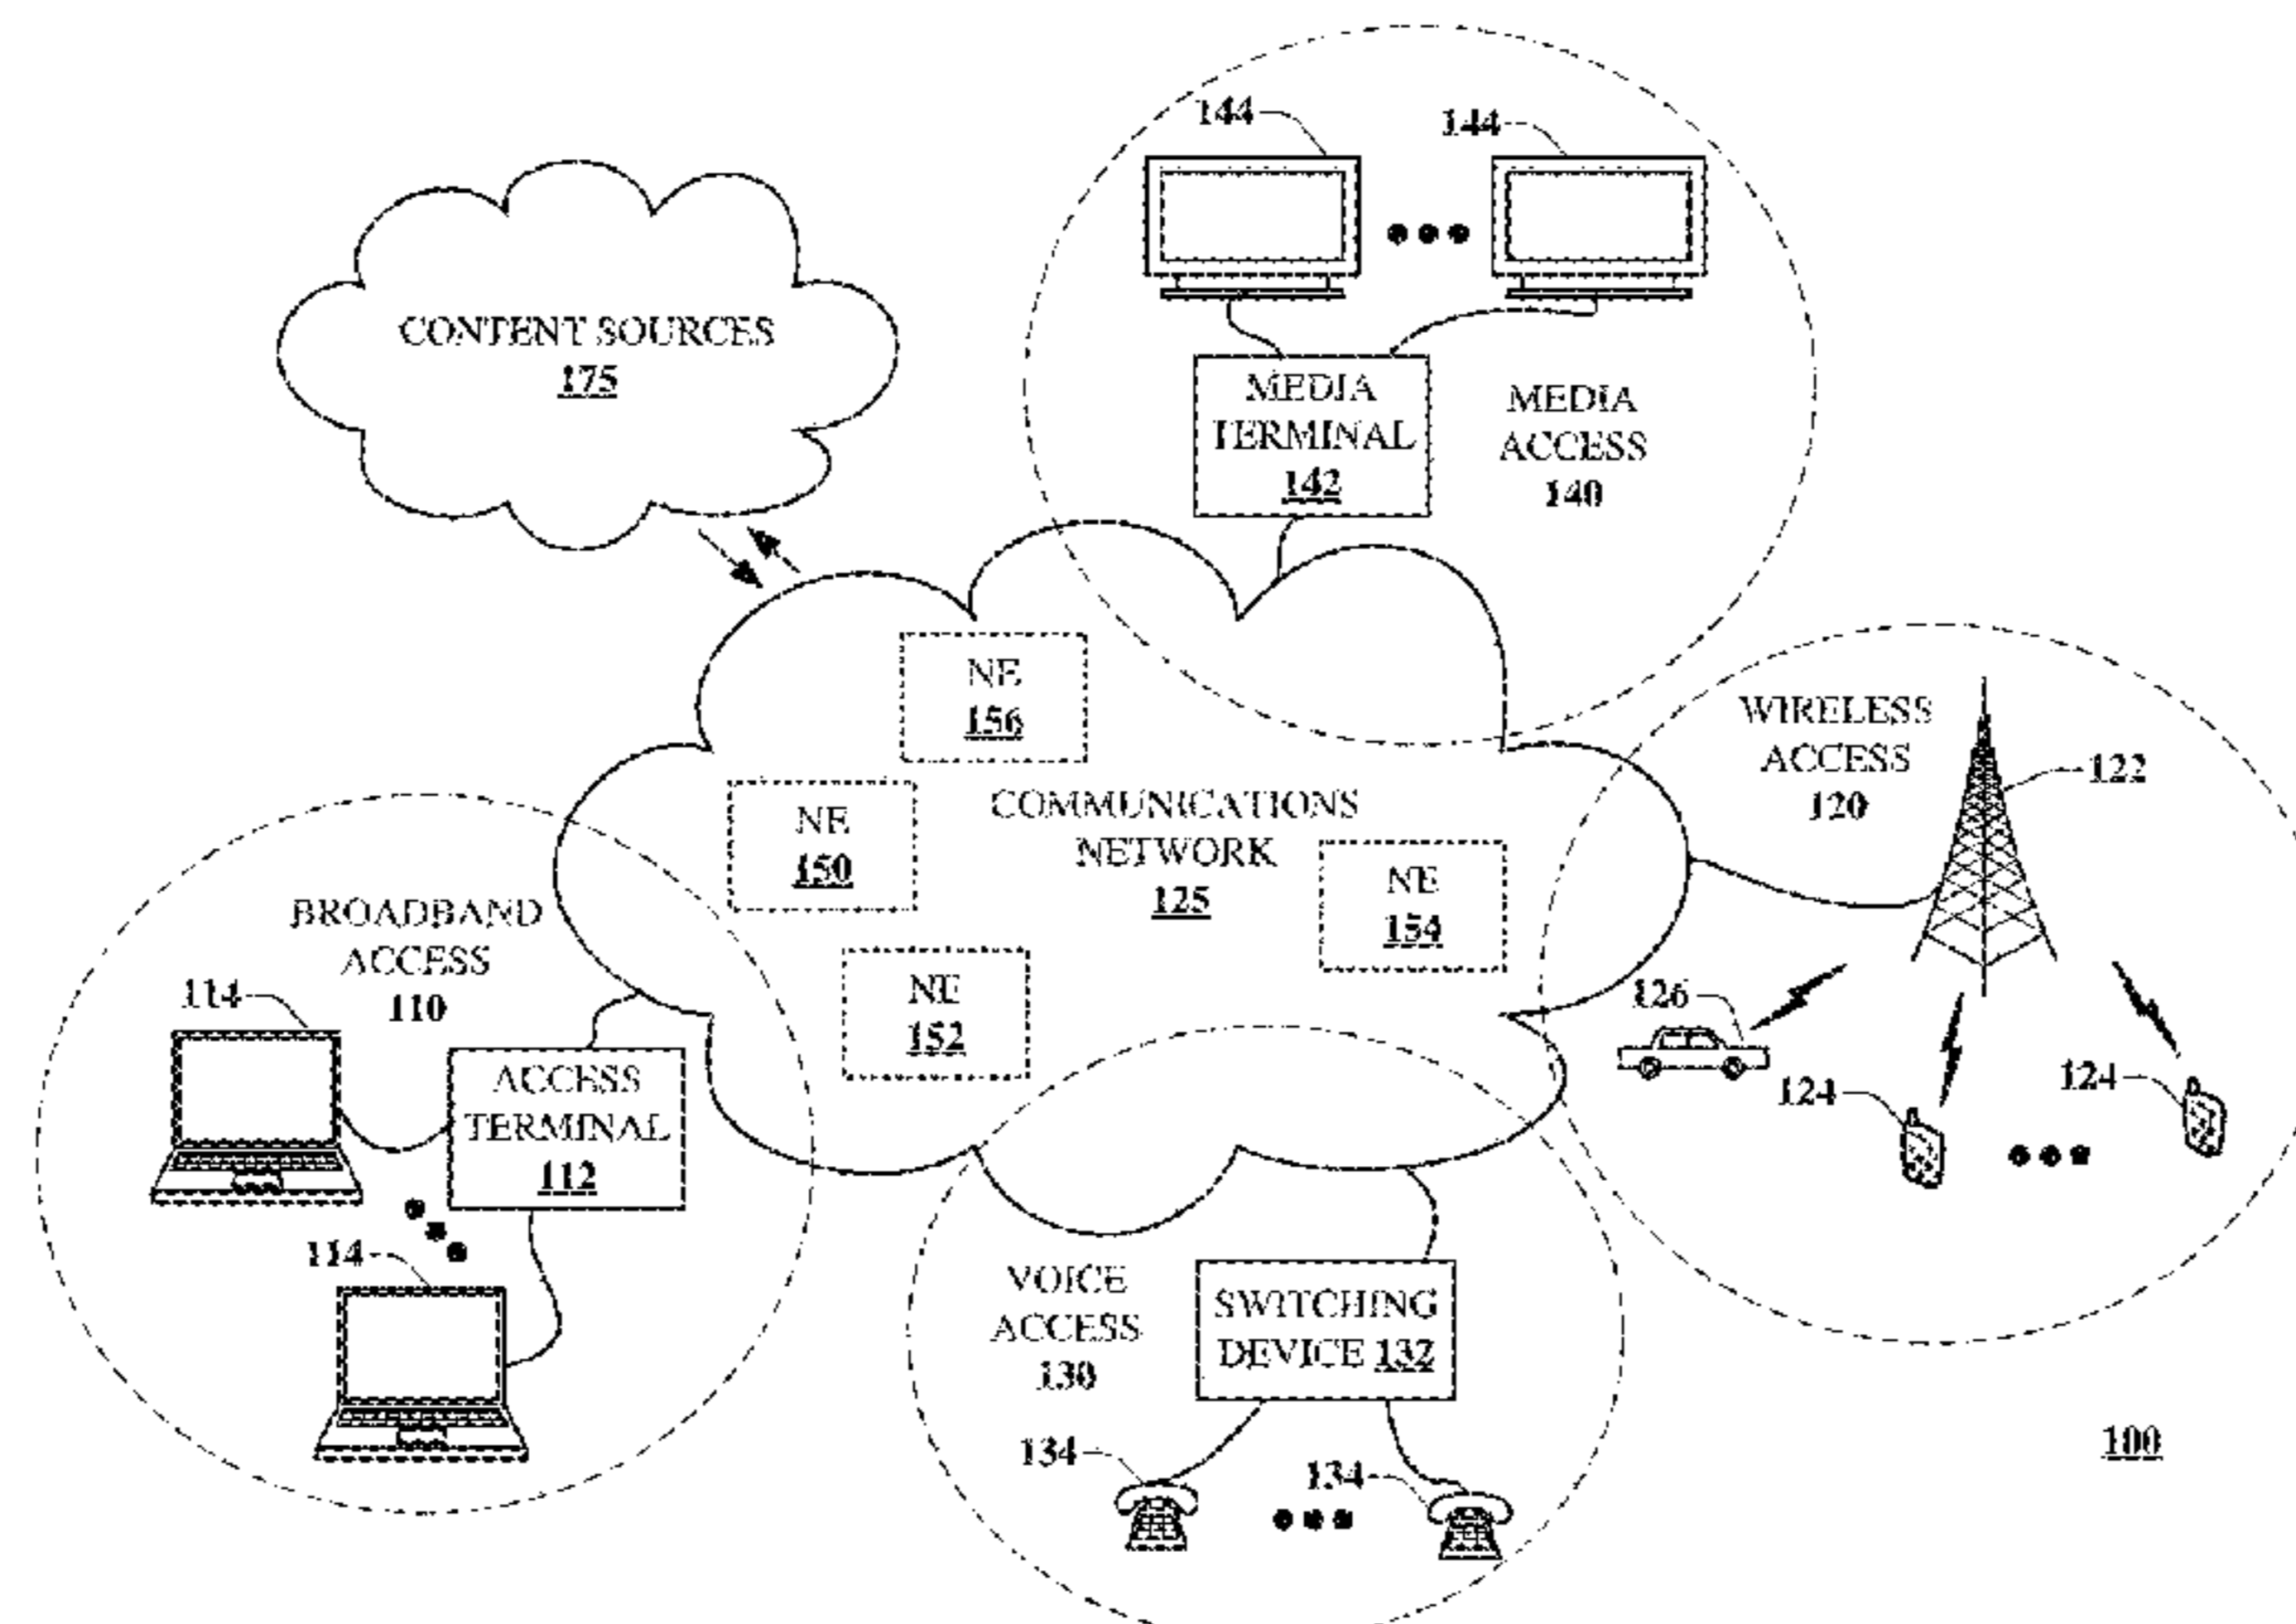 144
144
CONTENT SOURCES
175
MEDIA
TERMINAL
142
MEDIA
ACCESS
140
NE
156
WIRELESS
ACCESS
120
122
NE
150
COMMUNICATIONS
NETWORK
125
NE
154
BROADBAND
ACCESS
110
114
NE
152
126
124
124
ACCESS
TERMINAL
112
114
VOICE
ACCESS
130
SWITCHING
DEVICE 132
134
134
100